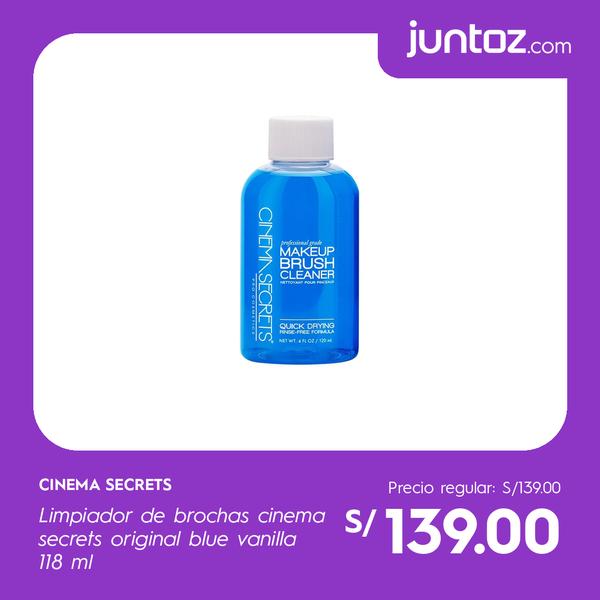 juntoz.com
CINEMA SECRETS
PRO COSMETICS
professional grade
MAKEUP
BRUSH
CLEANER
NETTOYANT POUR PINCEAUX
QUICK DRYING
RINSE-FREE FORMULA
NET WT. 4 FL OZ / 120 mL
CINEMA SECRETS
Limpiador de brochas cinema
secrets original blue vanilla
118 ml
Precio regular: S/139.00
S/139.00